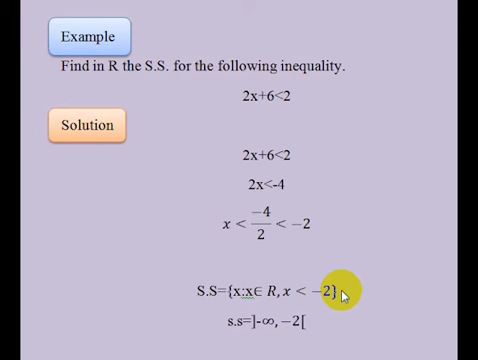 Example
Find in R the S.S. for the following inequality.
2x+6<2
Solution
2x+6<2
2x<-4
x < −4/2 < −2
S.S={x:x∈ R, x < −2}
s.s=]-∞, −2[